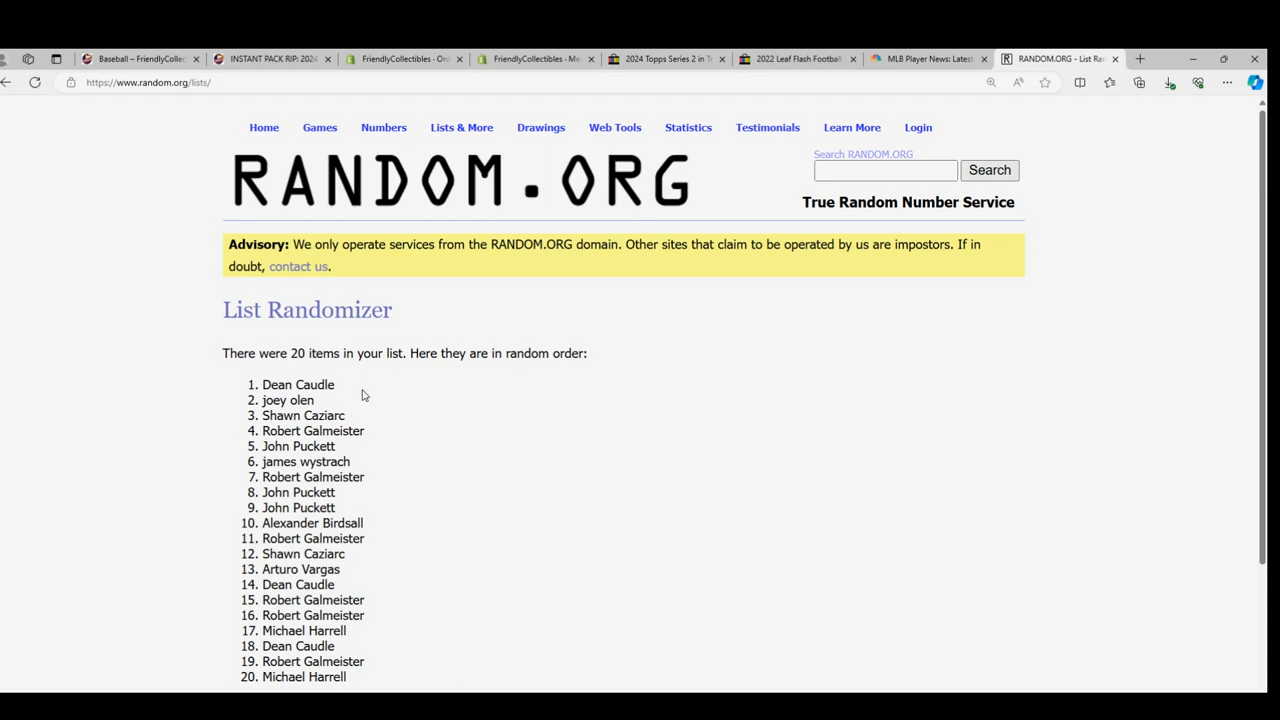 Baseball – FriendlyCollec
INSTANT PACK RIP: 2024
FriendlyCollectibles · Ord
FriendlyCollectibles · Me
2024 Topps Series 2 in T
2022 Leaf Flash Football
MLB Player News: Latest
RANDOM.ORG - List Ran
https://www.random.org/lists/
Home Games Numbers Lists & More Drawings Web Tools Statistics Testimonials Learn More Login
RANDOM.ORG
Search RANDOM.ORG
Search
True Random Number Service
Advisory: We only operate services from the RANDOM.ORG domain. Other sites that claim to be operated by us are impostors. If in
doubt, contact us.
List Randomizer
There were 20 items in your list. Here they are in random order:
1. Dean Caudle
2. joey olen
3. Shawn Caziarc
4. Robert Galmeister
5. John Puckett
6. james wystrach
7. Robert Galmeister
8. John Puckett
9. John Puckett
10. Alexander Birdsall
11. Robert Galmeister
12. Shawn Caziarc
13. Arturo Vargas
14. Dean Caudle
15. Robert Galmeister
16. Robert Galmeister
17. Michael Harrell
18. Dean Caudle
19. Robert Galmeister
20. Michael Harrell